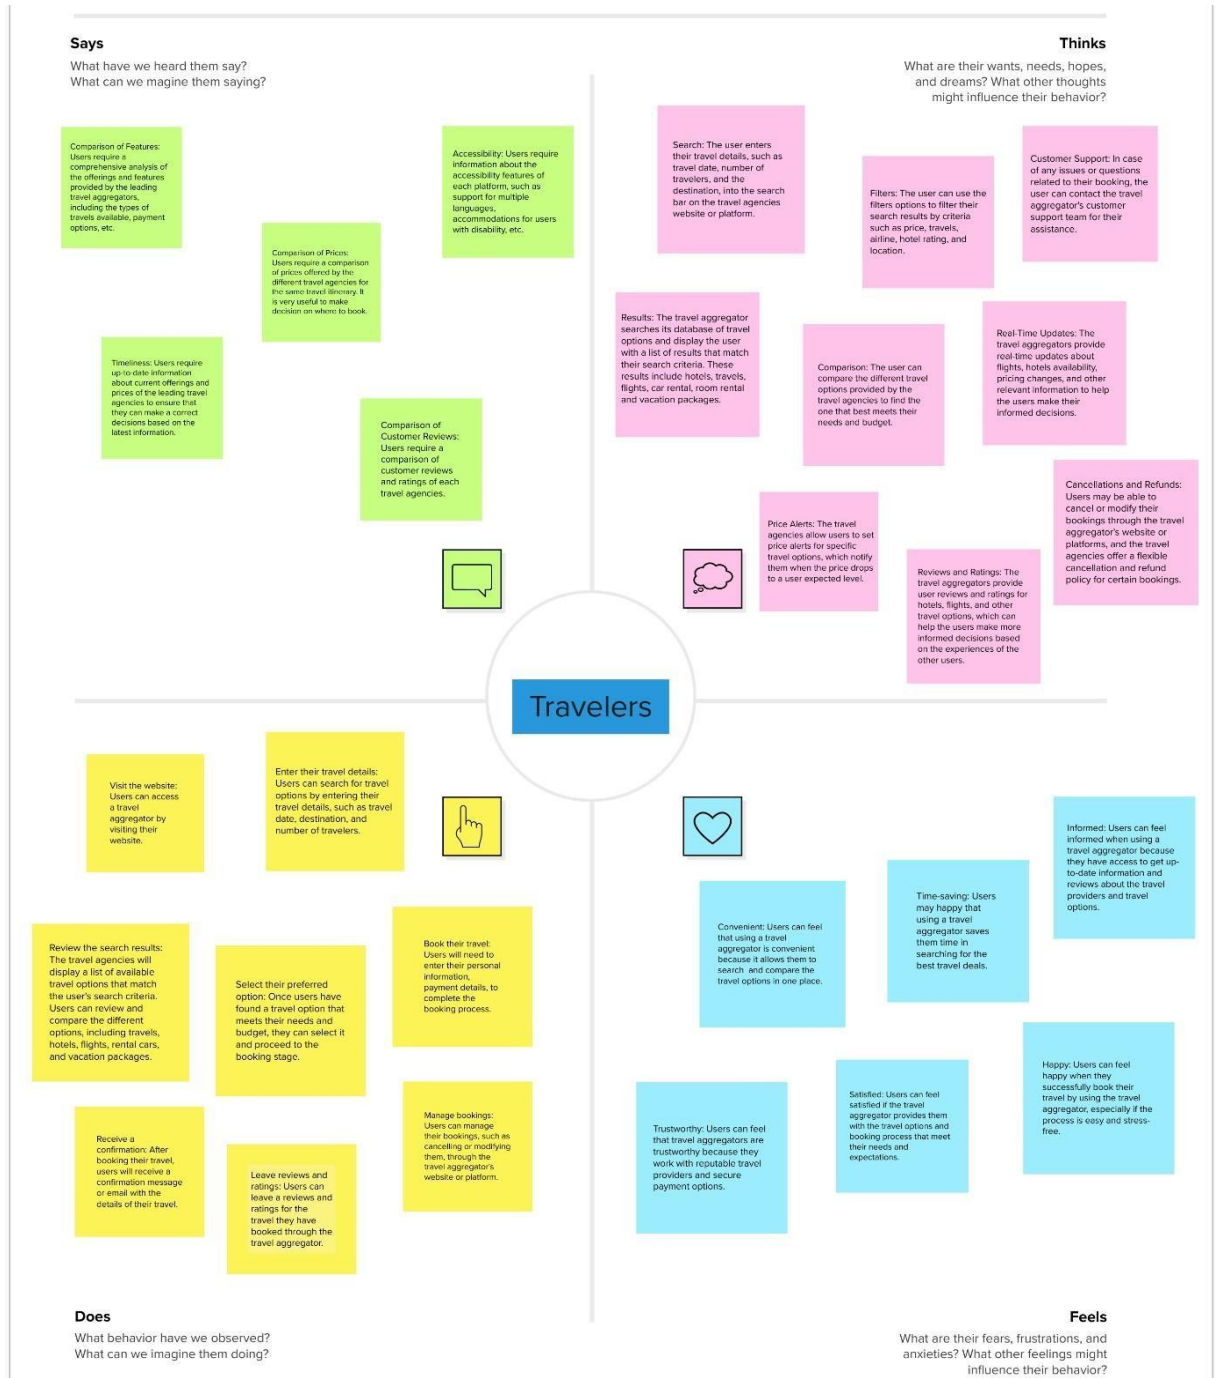 Says
What have we heard them say?
What can we magine them saying?
Thinks
What are their wants, needs, hopes,
and dreams? What other thoughts
might influence their behavior?
Comparison of Features:
Users require a
comprehensive analysis of
the offerings and features
provided by the leading
travel aggregators,
including the types of
travels available, payment
options, etc.
Accessibility: Users require
information about the
accessibility features of
each platform, such as
support for multiple
languages,
accommodations for users
with disability, etc.
Comparison of Prices:
Users require a comparison
of prices offered by the
different travel agencies for
the same travel itinerary. It
is very useful to make
decision on where to book.
Timeliness: Users require
up-to date information
about current offerings and
prices of the leading travel
agencies to ensure that
they can make a correct
decisions based on the
latest information.
Comparison of
Customer Reviews:
Users require a
comparison of
customer reviews
and ratings of each
travel agencies.
Search: The user enters
their travel details, such as
travel date, number of
travelers, and the
destination, into the search
bar on the travel agencies
website or platform.
Filters: The user can use the
filters options to filter their
search results by criteria
such as price, travels,
airline, hotel rating, and
location.
Customer Support: In case
of any issues or questions
related to their booking, the
user can contact the travel
aggregator's customer
support team for their
assistance.
Results: The travel aggregator
searches its database of travel
options and display the user
with a list of results that match
their search criteria. These
results include hotels, travels,
flights, car rental, room rental
and vacation packages.
Comparison: The user can
compare the different travel
options provided by the
travel agencies to find the
one that best meets their
needs and budget.
Real-Time Updates: The
travel aggregators provide
real-time updates about
flights, hotels availability,
pricing changes, and other
relevant information to help
the users make their
informed decisions.
Price Alerts: The travel
agencies allow users to set
price alerts for specific
travel options, which notify
them when the price drops
to a user expected level.
Reviews and Ratings: The
travel aggregators provide
user reviews and ratings for
hotels, flights, and other
travel options, which can
help the users make more
informed decisions based
on the experiences of the
other users.
Cancellations and Refunds:
Users may be able to
cancel or modify their
bookings through the travel
aggregator's website or
platforms, and the travel
agencies offer a flexible
cancellation and refund
policy for certain bookings.
Travelers
Visit the website:
Users can access
a travel
aggregator by
visiting their
website.
Enter their travel details:
Users can search for travel
options by entering their
travel details, such as travel
date, destination, and
number of travelers.
Review the search results:
The travel agencies will
display a list of available
travel options that match
the user's search criteria.
Users can review and
compare the different
options, including travels,
hotels, flights, rental cars,
and vacation packages.
Select their preferred
option: Once users have
found a travel option that
meets their needs and
budget, they can select it
and proceed to the
booking stage.
Book their travel:
Users will need to
enter their personal
information,
payment details, to
complete the
booking process.
Receive a
confirmation: After
booking their travel,
users will receive a
confirmation message
or email with the
details of their travel.
Leave reviews and
ratings: Users can
leave a reviews and
ratings for the
travel they have
booked through the
travel aggregator.
Manage bookings:
Users can manage
their bookings, such as
cancelling or modifying
them, through the
travel aggregator's
website or platform.
Convenient: Users can feel
that using a travel
aggregator is convenient
because it allows them to
search and compare the
travel options in one place.
Time-saving: Users
may happy that
using a travel
aggregator saves
them time in
searching for the
best travel deals.
Informed: Users can feel
informed when using a
travel aggregator because
they have access to get up-
to-date information and
reviews about the travel
providers and travel
options.
Trustworthy: Users can feel
that travel aggregators are
trustworthy because they
work with reputable travel
providers and secure
payment options.
Satisfied: Users can feel
satisfied if the travel
aggregator provides them
with the travel options and
booking process that meet
their needs and
expectations.
Happy: Users can feel
happy when they
successfully book their
travel by using the travel
aggregator, especially if the
process is easy and stress-
free.
Does
What behavior have we observed?
What can we imagine them doing?
Feels
What are their fears, frustrations, and
anxieties? What other feelings might
influence their behavior?